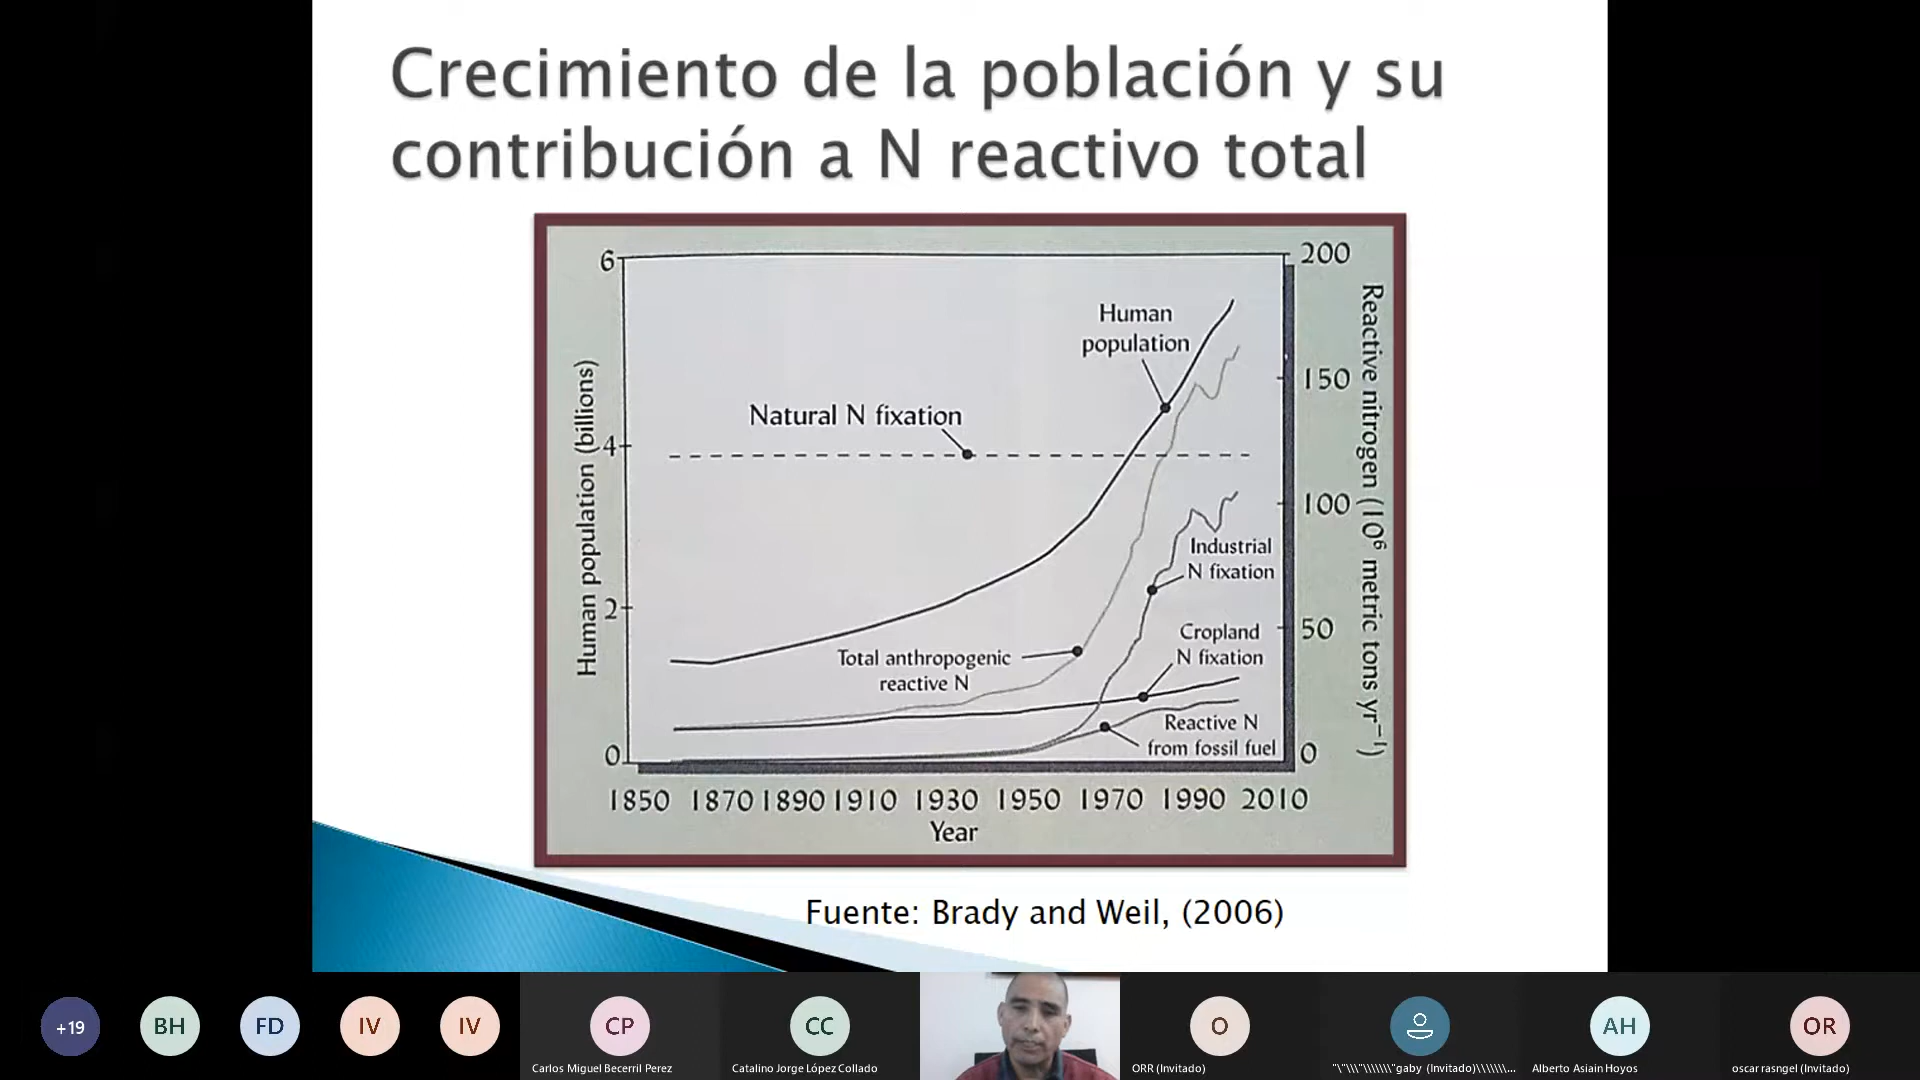 Crecimiento de la población y su
contribución a N reactivo total
6
4
2
0
Human population (billions)
200
150
100
50
0
Reactive nitrogen (10⁶ metric tons yr⁻¹)
Human
population
Natural N fixation
Industrial
N fixation
Cropland
N fixation
Total anthropogenic
reactive N
Reactive N
from fossil fuel
1850 1870 1890 1910 1930 1950 1970 1990 2010
Year
Fuente: Brady and Weil, (2006)
+19
BH
FD
IV
IV
CP
Carlos Miguel Becerril Perez
CC
Catalino Jorge López Collado
O
ORR (Invitado)
"\"\\\"\\\\\\\"gaby (Invitado)\\\\\\\...
AH
Alberto Asiain Hoyos
OR
oscar rasngel (Invitado)